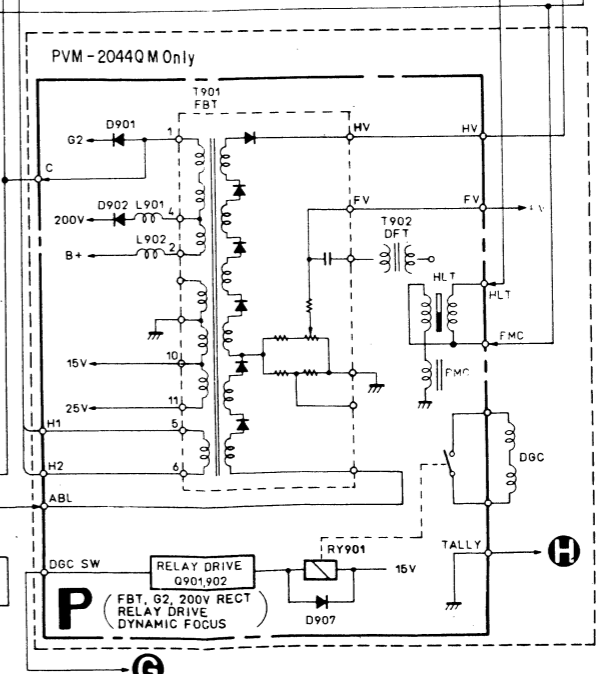 PVM-2044QM Only
T901
FBT
D901
G2
1
HV
HV
C
D902 L901
200V
4
FV
FV
L902
B+
2
T902
DFT
HLT
HLT
FMC
15V
10
25V
11
H1
5
H2
6
DGC
ABL
TALLY
H
DGC SW
RELAY DRIVE
Q901,902
RY901
15V
D907
P
(FBT, G2, 200V RECT
RELAY DRIVE
DYNAMIC FOCUS)
G